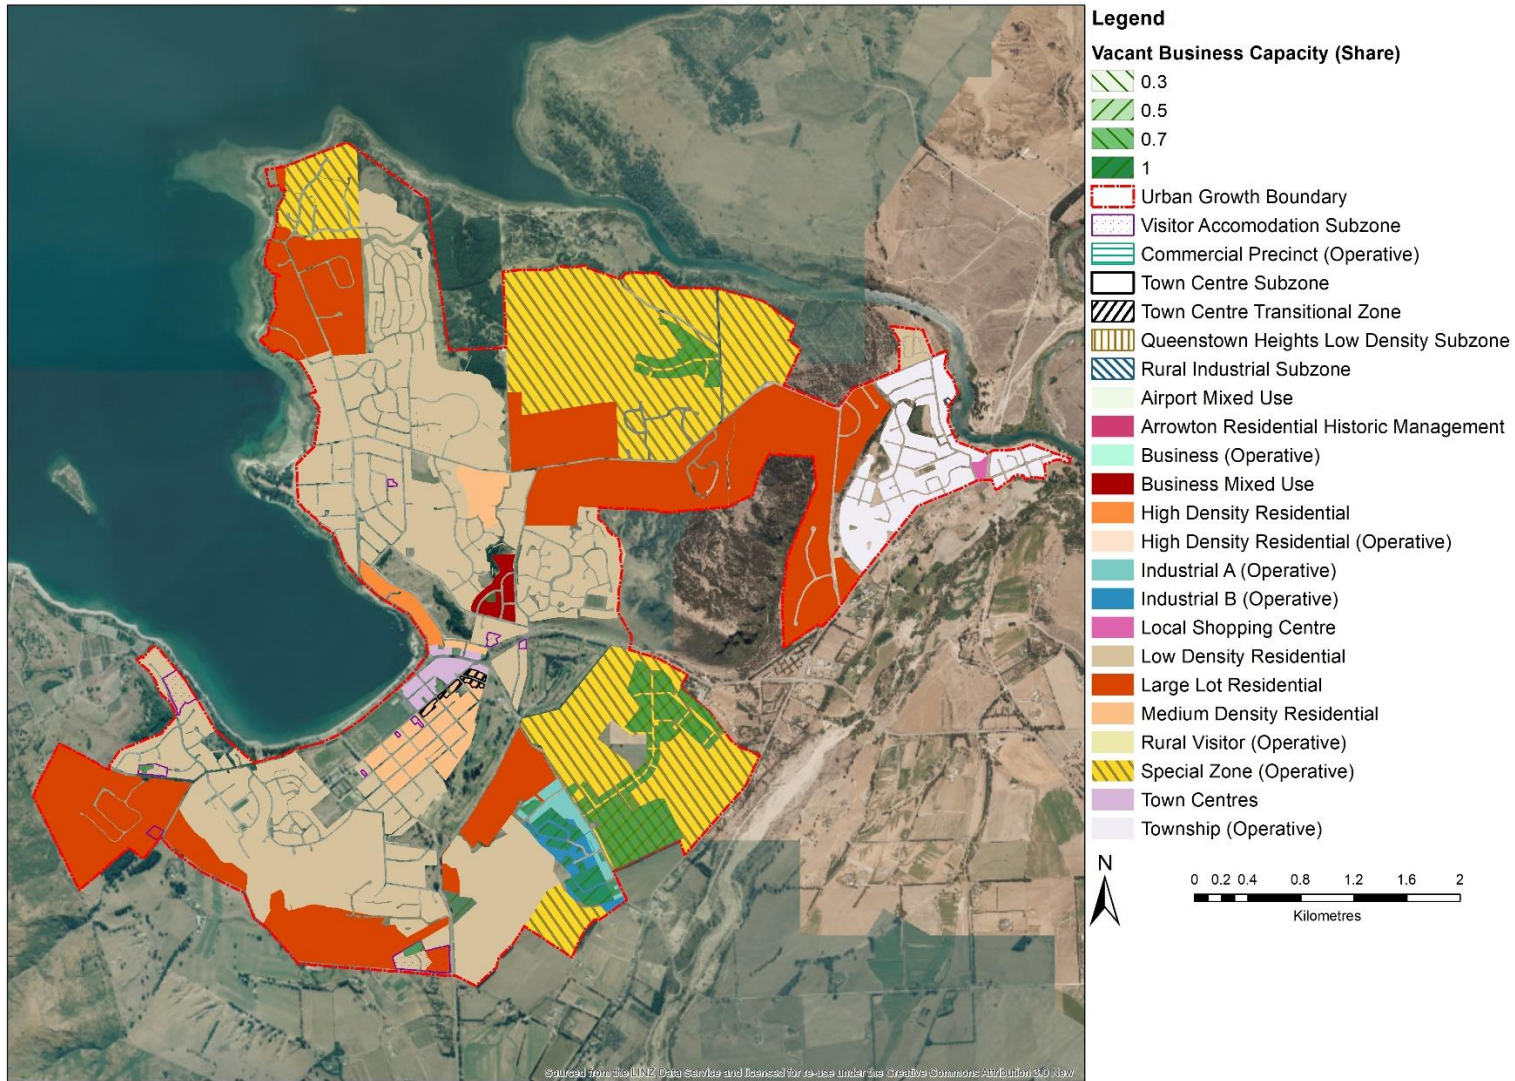 Legend
Vacant Business Capacity (Share)
0.3
0.5
0.7
1
Urban Growth Boundary
Visitor Accomodation Subzone
Commercial Precinct (Operative)
Town Centre Subzone
Town Centre Transitional Zone
Queenstown Heights Low Density Subzone
Rural Industrial Subzone
Airport Mixed Use
Arrowton Residential Historic Management
Business (Operative)
Business Mixed Use
High Density Residential
High Density Residential (Operative)
Industrial A (Operative)
Industrial B (Operative)
Local Shopping Centre
Low Density Residential
Large Lot Residential
Medium Density Residential
Rural Visitor (Operative)
Special Zone (Operative)
Town Centres
Township (Operative)
N
0 0.2 0.4 0.8 1.2 1.6 2
Kilometres
Sourced from the LINZ Data Service and licensed for re-use under the Creative Commons Attribution 3.0 New